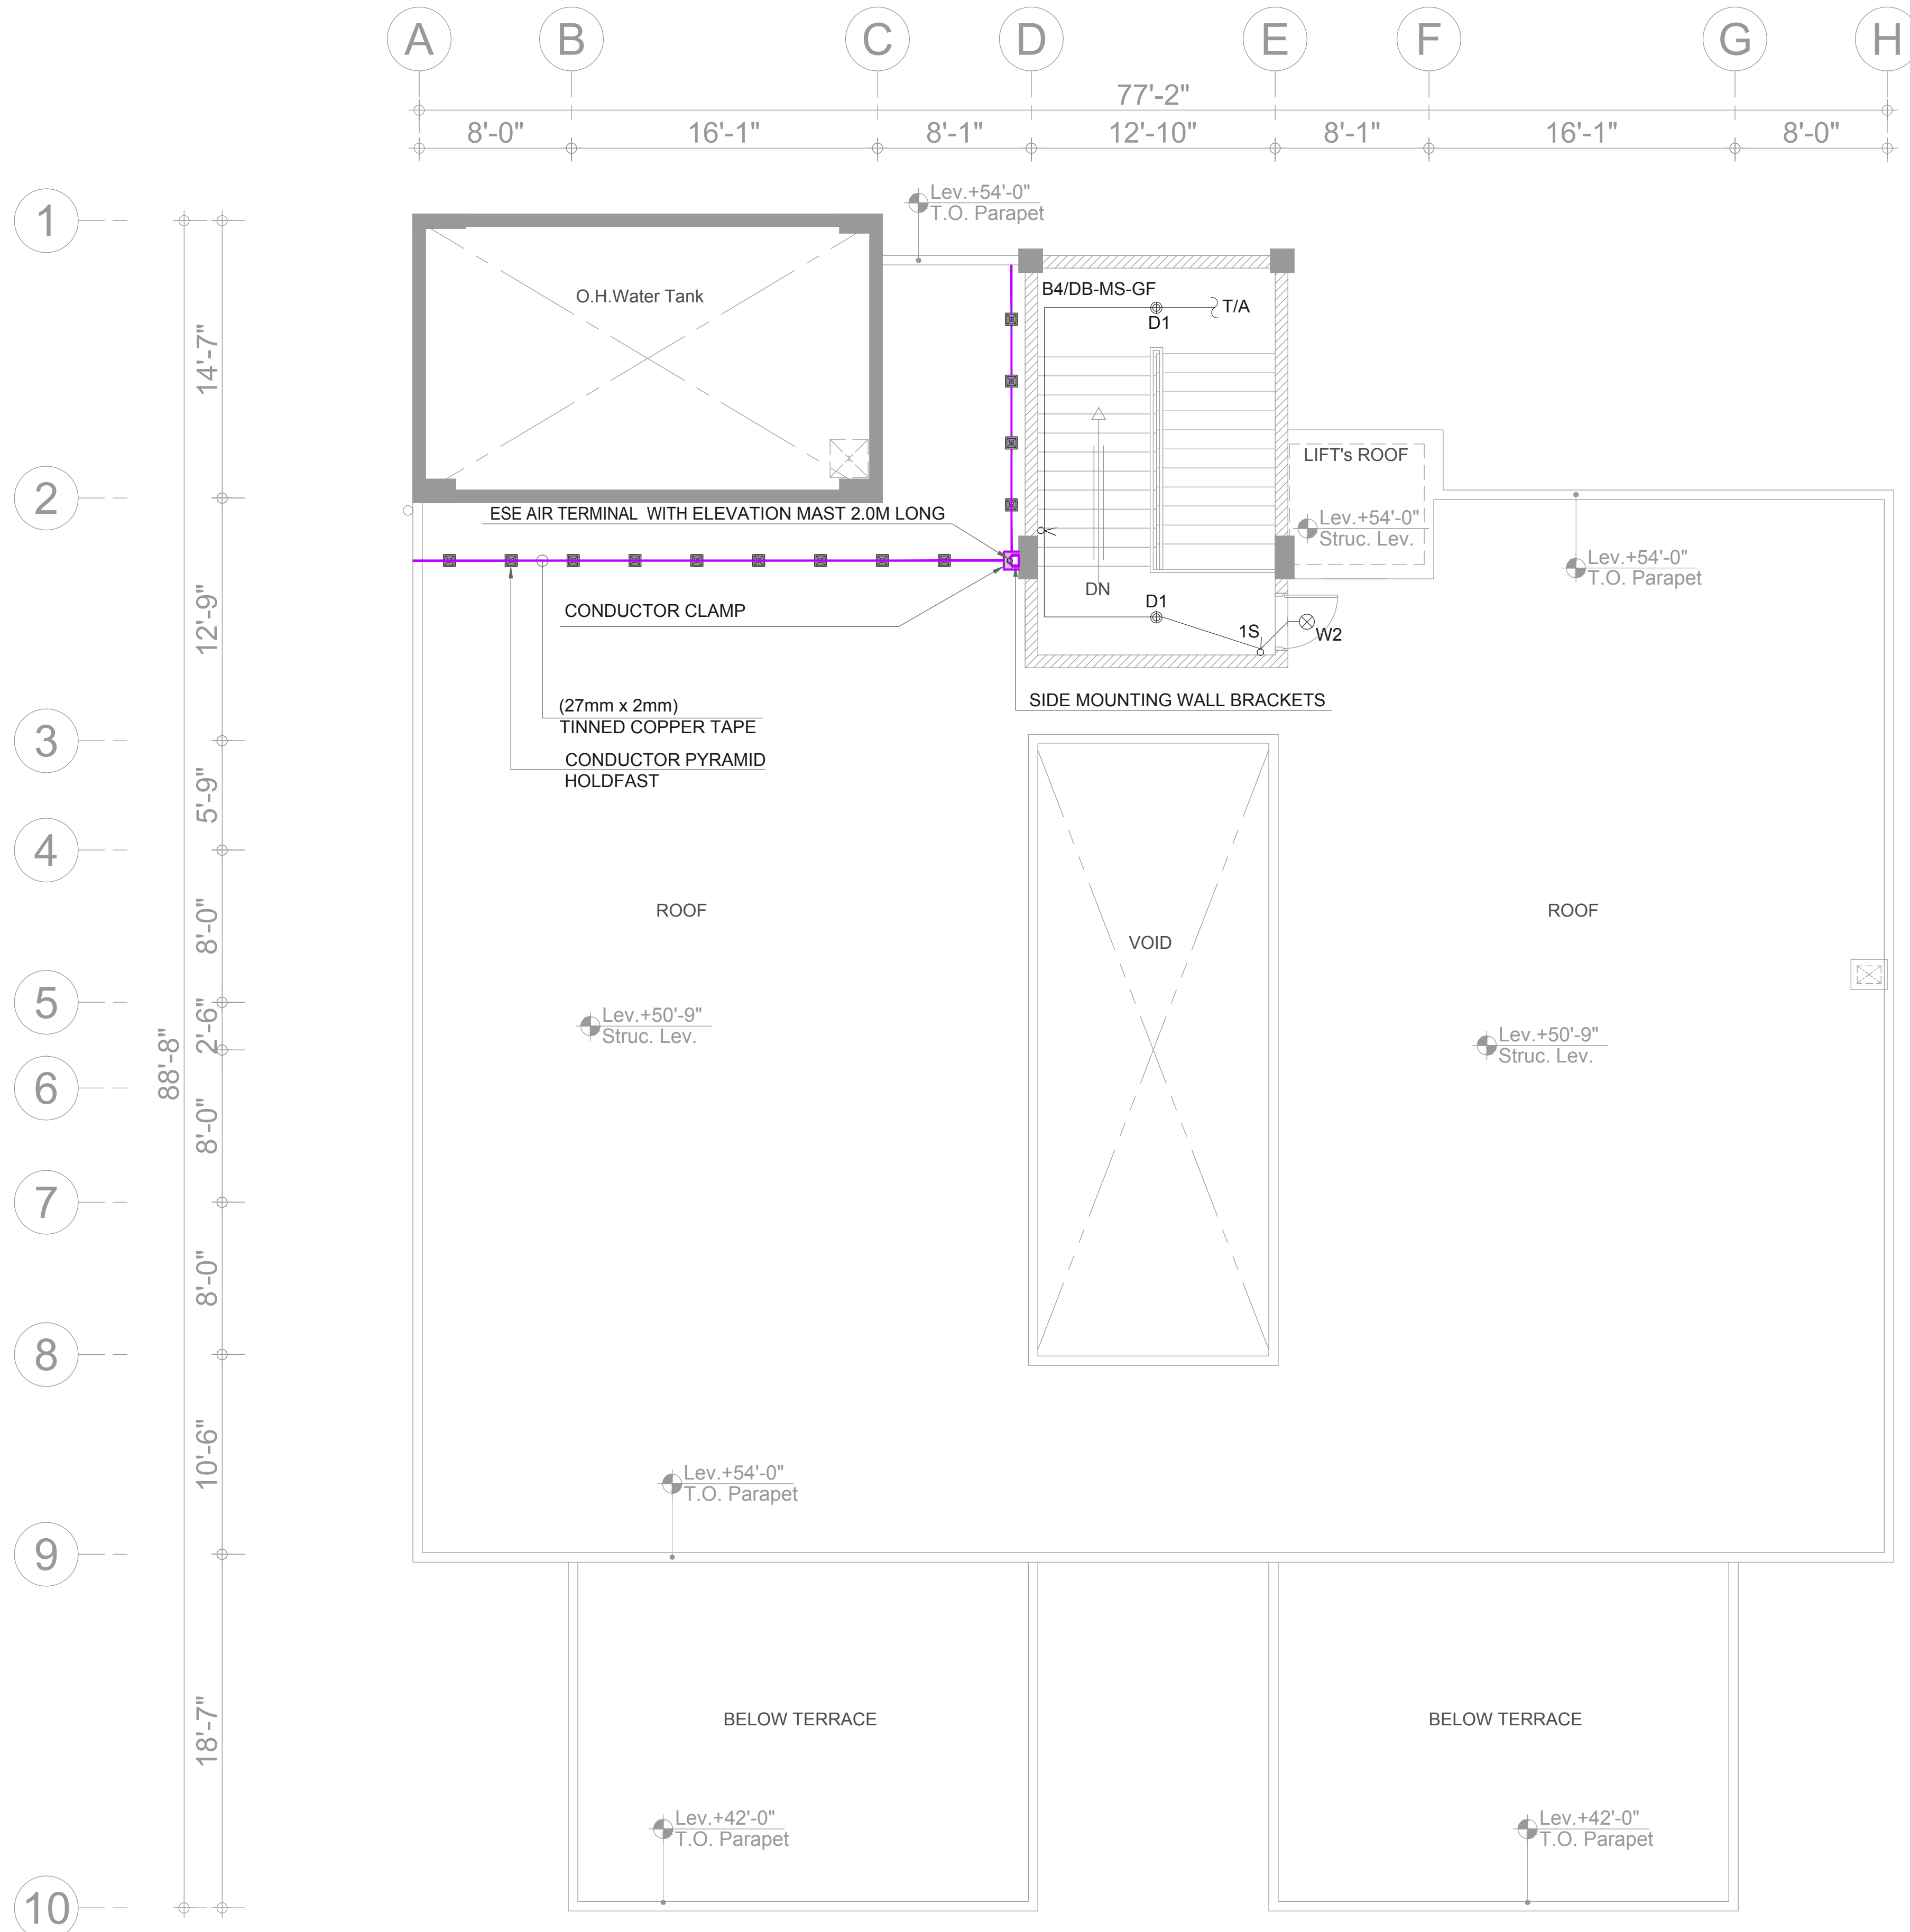 A B C D E F G H
77'-2"
8'-0" 16'-1" 8'-1" 12'-10" 8'-1" 16'-1" 8'-0"
1
Lev.+54'-0"
T.O. Parapet
O.H.Water Tank
B4/DB-MS-GF
T/A
D1
14'-7"
LIFT's ROOF
2
ESE AIR TERMINAL WITH ELEVATION MAST 2.0M LONG
Lev.+54'-0"
Struc. Lev.
Lev.+54'-0"
T.O. Parapet
DN
12'-9"
CONDUCTOR CLAMP
D1
1S
W2
(27mm x 2mm)
TINNED COPPER TAPE
SIDE MOUNTING WALL BRACKETS
3
CONDUCTOR PYRAMID
HOLDFAST
5'-9"
4
8'-0"
ROOF
ROOF
VOID
5
Lev.+50'-9"
Struc. Lev.
2'-6"
Lev.+50'-9"
Struc. Lev.
88'-8"
6
8'-0"
7
8'-0"
8
10'-6"
Lev.+54'-0"
T.O. Parapet
9
18'-7"
BELOW TERRACE
BELOW TERRACE
Lev.+42'-0"
T.O. Parapet
Lev.+42'-0"
T.O. Parapet
10